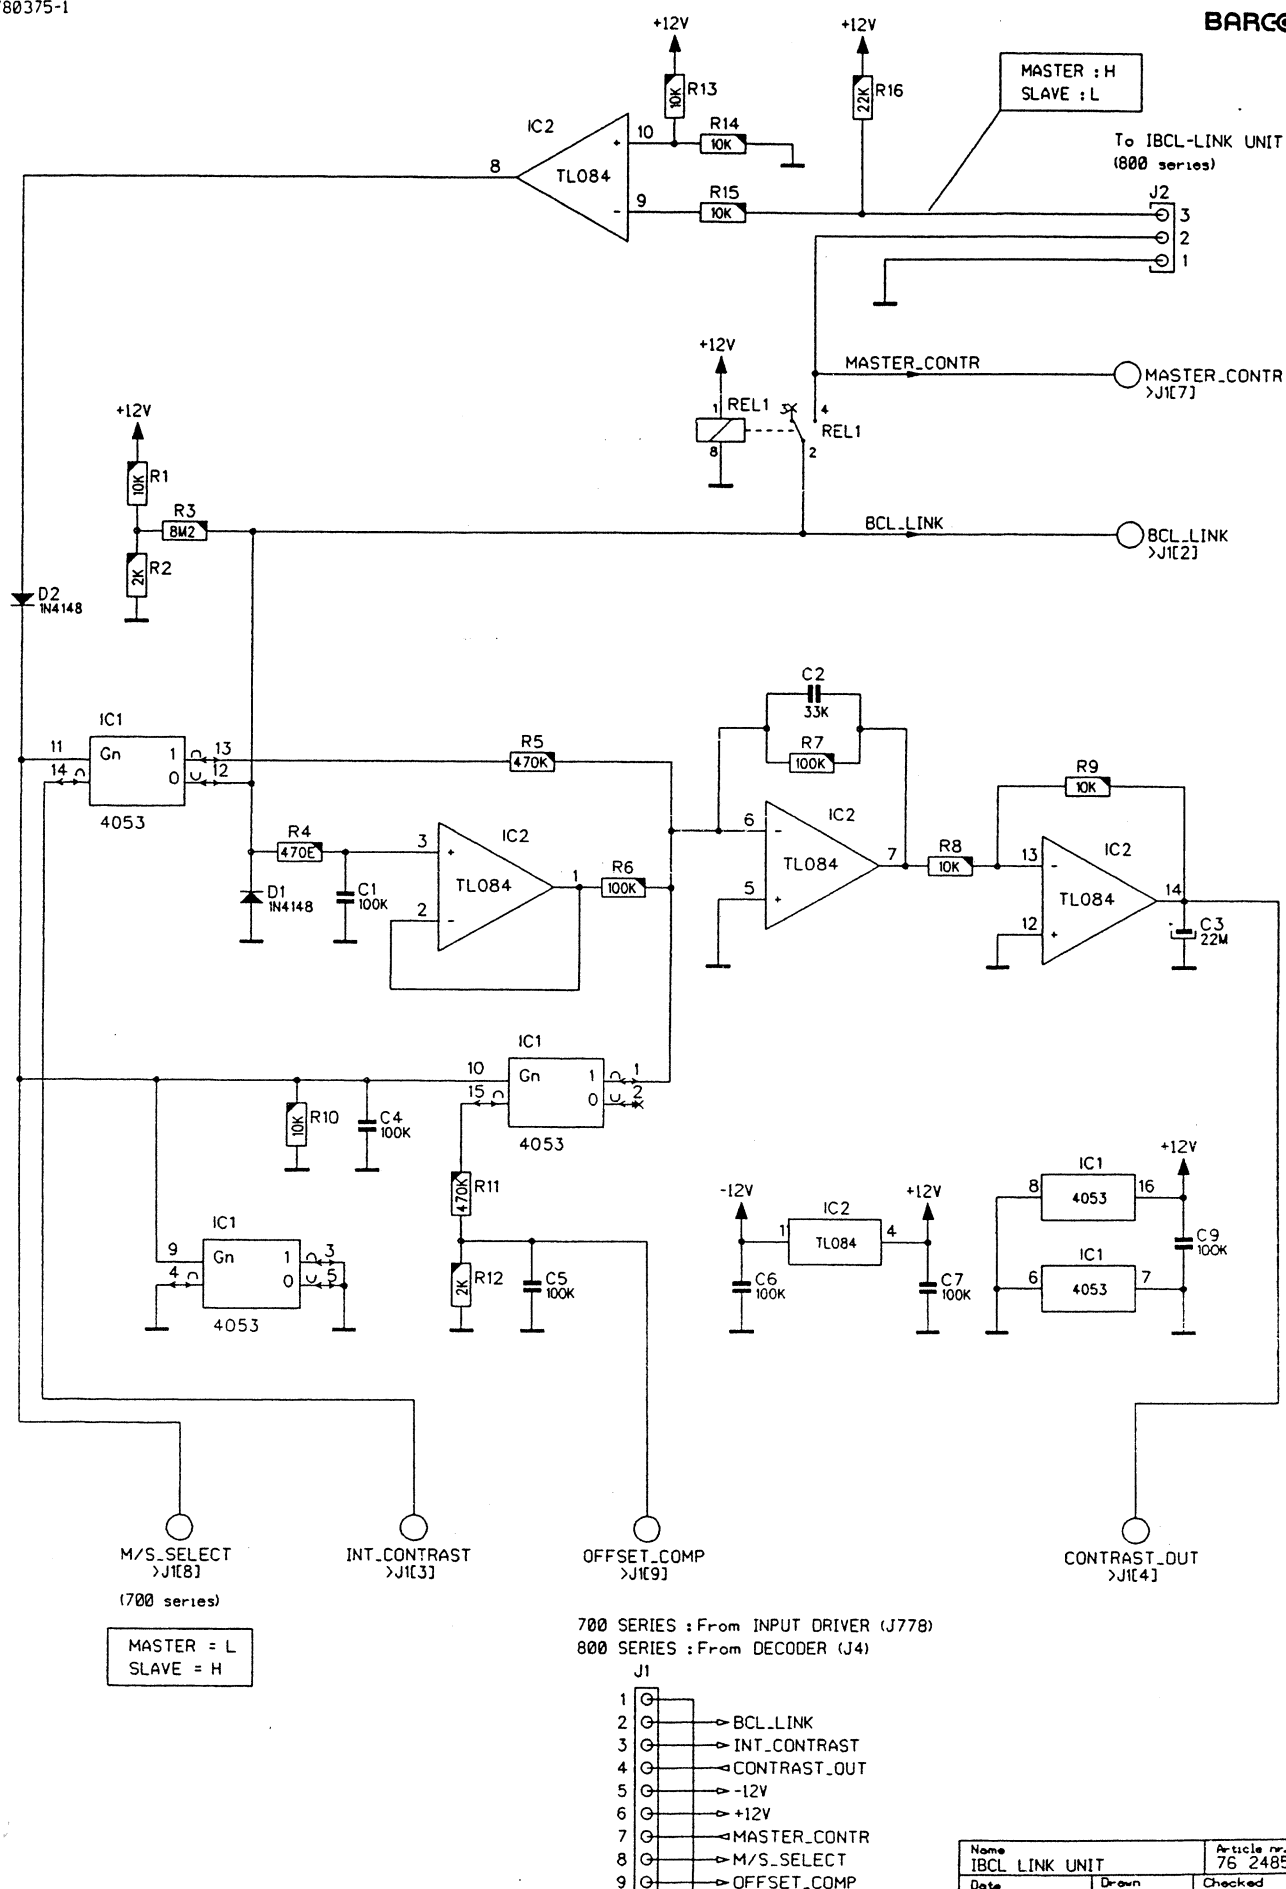 80375-1
BARCO
+12V
+12V
MASTER : H
SLAVE : L
R13
10K
R16
22K
IC2
10
+
R14
10K
To IBCL-LINK UNIT
(800 series)
8
TL084
9
-
R15
10K
J2
3
2
1
+12V
MASTER_CONTR
MASTER_CONTR
>J1[7]
1
REL1
3
4
REL1
8
2
+12V
R1
10K
R3
8M2
BCL_LINK
BCL_LINK
>J1[2]
R2
2K
D2
1N4148
C2
33K
IC1
R5
470K
R7
100K
R9
10K
11
Gn
1
13
14
0
12
4053
R4
470E
3
+
IC2
TL084
1
R6
100K
6
-
IC2
TL084
7
R8
10K
13
-
IC2
TL084
14
D1
1N4148
C1
100K
2
-
5
+
12
+
C3
22M
IC1
10
Gn
1
1
15
0
2
4053
R10
10K
C4
100K
R11
470K
-12V
IC2
+12V
IC1
+12V
8
4053
16
IC1
9
Gn
1
3
4
0
5
4053
1
TL084
4
C9
100K
IC1
6
4053
7
R12
2K
C5
100K
C6
100K
C7
100K
M/S_SELECT
>J1[8]
(700 series)
INT_CONTRAST
>J1[3]
OFFSET_COMP
>J1[9]
CONTRAST_OUT
>J1[4]
MASTER = L
SLAVE = H
700 SERIES : From INPUT DRIVER (J778)
800 SERIES : From DECODER (J4)
J1
1
2 BCL_LINK
3 INT_CONTRAST
4 CONTRAST_OUT
5 -12V
6 +12V
7 MASTER_CONTR
8 M/S_SELECT
9 OFFSET_COMP
Name
IBCL LINK UNIT
Article nr.
76 2485
Date
Drawn
Checked